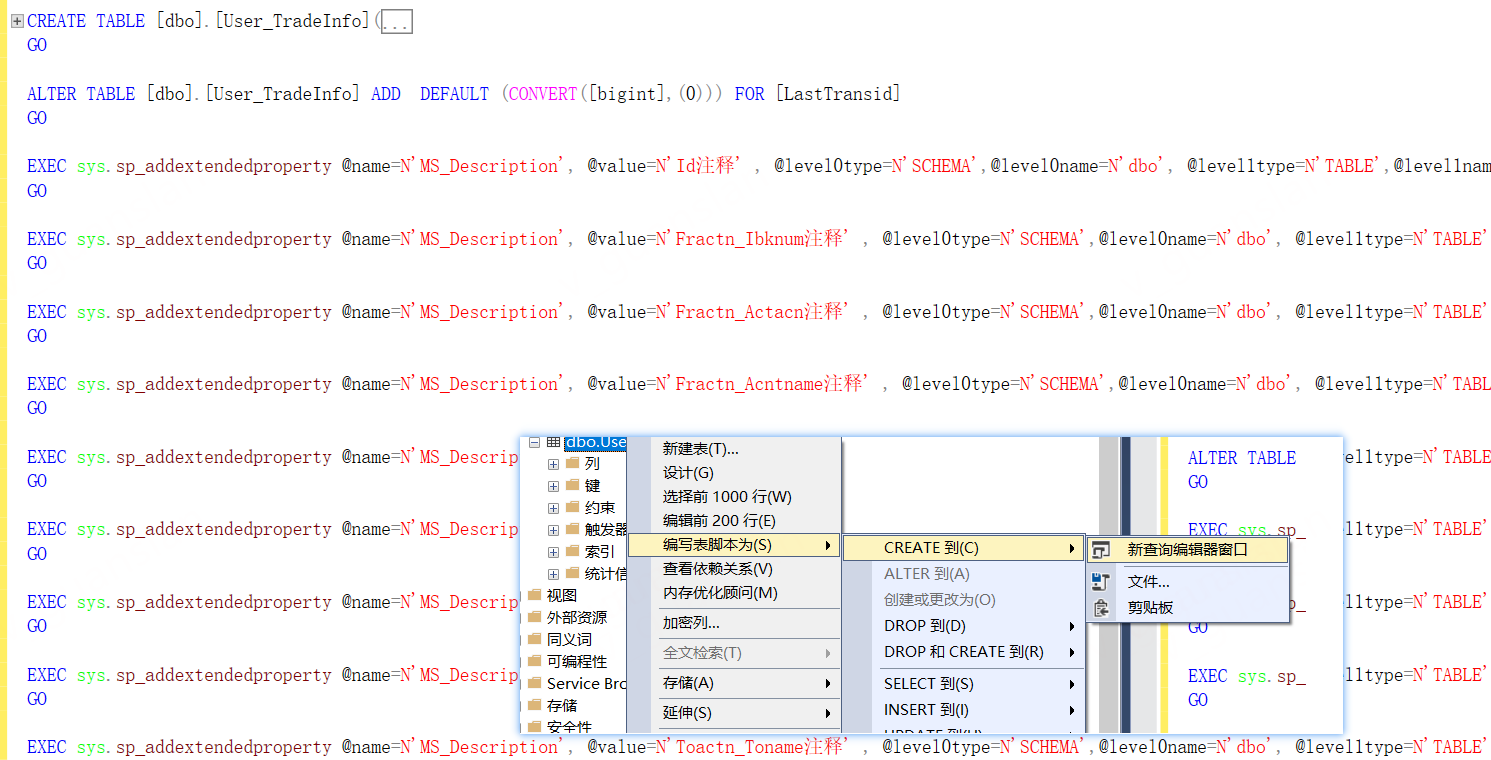 CREATE TABLE [dbo].[User_TradeInfo](...
GO
ALTER TABLE [dbo].[User_TradeInfo] ADD  DEFAULT (CONVERT([bigint],(0))) FOR [LastTransid]
GO
EXEC sys.sp_addextendedproperty @name=N'MS_Description', @value=N'Id注释' , @level0type=N'SCHEMA',@level0name=N'dbo', @level1type=N'TABLE',@level1nam
GO
EXEC sys.sp_addextendedproperty @name=N'MS_Description', @value=N'Fractn_Ibknum注释' , @level0type=N'SCHEMA',@level0name=N'dbo', @level1type=N'TABLE'
GO
EXEC sys.sp_addextendedproperty @name=N'MS_Description', @value=N'Fractn_Actacn注释' , @level0type=N'SCHEMA',@level0name=N'dbo', @level1type=N'TABLE'
GO
EXEC sys.sp_addextendedproperty @name=N'MS_Description', @value=N'Fractn_Acntname注释' , @level0type=N'SCHEMA',@level0name=N'dbo', @level1type=N'TABL
GO
EXEC sys.sp_addextendedproperty @name=N'MS_Descrip
GO
EXEC sys.sp_addextendedproperty @name=N'MS_Descrip
GO
EXEC sys.sp_addextendedproperty @name=N'MS_Descrip
GO
EXEC sys.sp_addextendedproperty @name=N'MS_Descrip
GO
dbo.Use
列
键
约束
触发器
索引
统计信
视图
外部资源
同义词
可编程性
Service Bro
存储
安全性
新建表(T)...
设计(G)
选择前 1000 行(W)
编辑前 200 行(E)
编写表脚本为(S)
查看依赖关系(V)
内存优化顾问(M)
加密列...
全文检索(T)
存储(A)
延伸(S)
CREATE 到(C)
ALTER 到(A)
创建或更改为(O)
DROP 到(D)
DROP 和 CREATE 到(R)
SELECT 到(S)
INSERT 到(I)
新查询编辑器窗口
文件...
剪贴板
ALTER TABLE
GO
EXEC sys.sp_
GO
EXEC sys.sp_
GO
elltype=N'TABLE
lltype=N'TABLE'
lltype=N'TABLE'
lltype=N'TABLE'
EXEC sys.sp_addextendedproperty @name=N'MS_Description', @value=N'Toactn_Toname注释' , @level0type=N'SCHEMA',@level0name=N'dbo', @level1type=N'TABLE'